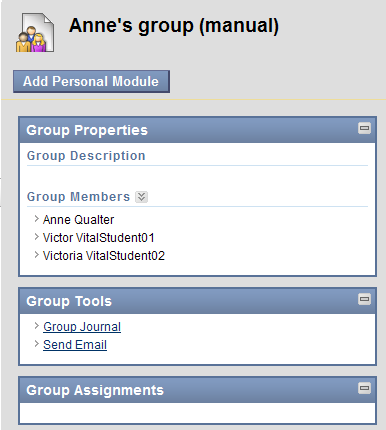 Anne's group (manual)
Add Personal Module
Group Properties
Group Description
Group Members
Anne Qualter
Victor VitalStudent01
Victoria VitalStudent02
Group Tools
Group Journal
Send Email
Group Assignments